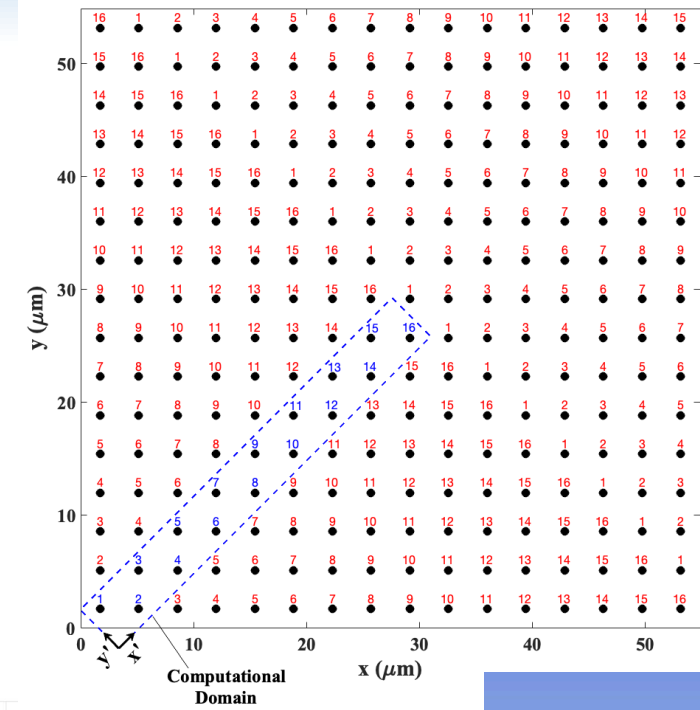 16 1 2 3 4 5 6 7 8 9 10 11 12 13 14 15
50
15 16 1 2 3 4 5 6 7 8 9 10 11 12 13 14
14 15 16 1 2 3 4 5 6 7 8 9 10 11 12 13
13 14 15 16 1 2 3 4 5 6 7 8 9 10 11 12
40
12 13 14 15 16 1 2 3 4 5 6 7 8 9 10 11
11 12 13 14 15 16 1 2 3 4 5 6 7 8 9 10
10 11 12 13 14 15 16 1 2 3 4 5 6 7 8 9
30
9 10 11 12 13 14 15 16 1 2 3 4 5 6 7 8
y (μm)
8 9 10 11 12 13 14 15 16 1 2 3 4 5 6 7
7 8 9 10 11 12 13 14 15 16 1 2 3 4 5 6
20
6 7 8 9 10 11 12 13 14 15 16 1 2 3 4 5
5 6 7 8 9 10 11 12 13 14 15 16 1 2 3 4
4 5 6 7 8 9 10 11 12 13 14 15 16 1 2 3
10
3 4 5 6 7 8 9 10 11 12 13 14 15 16 1 2
2 3 4 5 6 7 8 9 10 11 12 13 14 15 16 1
1 2 3 4 5 6 7 8 9 10 11 12 13 14 15 16
0
0 10 20 30 40 50
y' x'
x (μm)
Computational
Domain